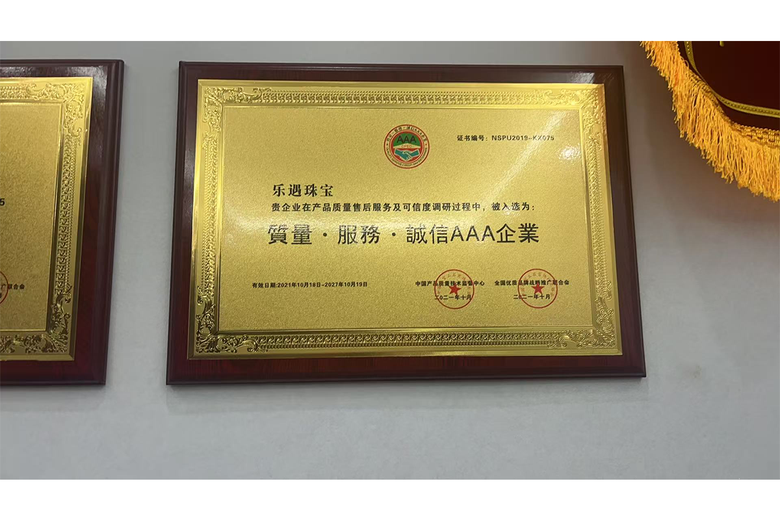 证书编号：NSPU2019-KX079
AAA
乐遇珠宝
贵企业在产品质量售后服务及可信度调研过程中，被入选为：
質量·服務·誠信AAA企業
有效日期:2021年10月18日-2027年10月19日
中国产品质量技术监督中心 全国优质品牌战略推广联合会
二〇二一年十月 二〇二一年十月